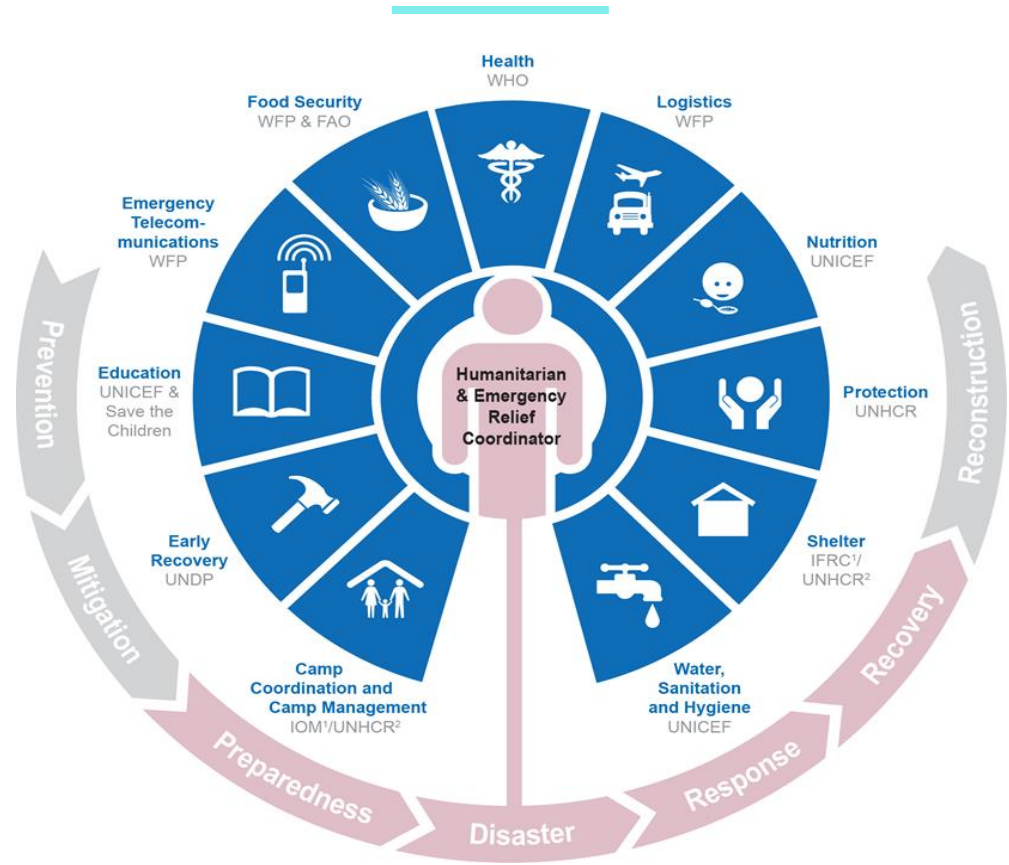 Health
WHO
Food Security
WFP & FAO
Logistics
WFP
Emergency
Telecom-
munications
WFP
Nutrition
UNICEF
Education
UNICEF &
Save the
Children
Humanitarian
& Emergency
Relief
Coordinator
Protection
UNHCR
Early
Recovery
UNDP
Shelter
IFRC¹/
UNHCR²
Camp
Coordination and
Camp Management
IOM¹/UNHCR²
Water,
Sanitation
and Hygiene
UNICEF
Prevention
Mitigation
Preparedness
Disaster
Response
Recovery
Reconstruction